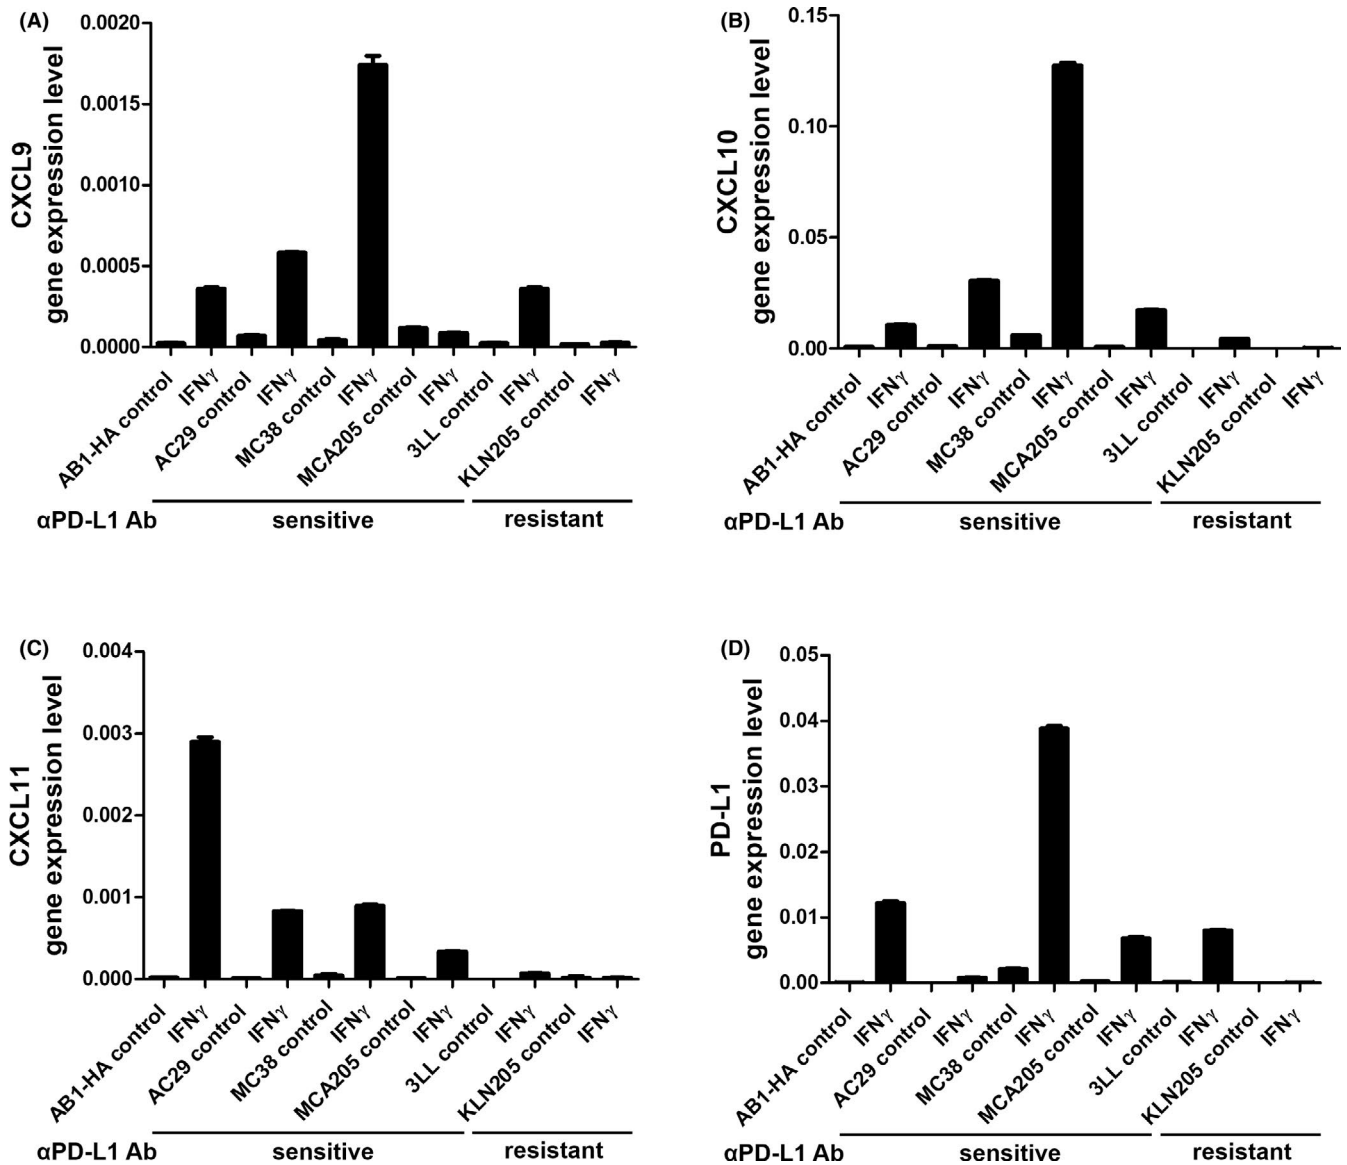 (A)
CXCL9
gene expression level
0.0020
0.0015
0.0010
0.0005
0.0000
AB1-HA control
IFNγ
AC29 control
IFNγ
MC38 control
IFNγ
MCA205 control
IFNγ
3LL control
IFNγ
KLN205 control
IFNγ
αPD-L1 Ab
sensitive
resistant
(B)
CXCL10
gene expression level
0.15
0.10
0.05
0.00
AB1-HA control
IFNγ
AC29 control
IFNγ
MC38 control
IFNγ
MCA205 control
IFNγ
3LL control
IFNγ
KLN205 control
IFNγ
αPD-L1 Ab
sensitive
resistant
(C)
CXCL11
gene expression level
0.004
0.003
0.002
0.001
0.000
AB1-HA control
IFNγ
AC29 control
IFNγ
MC38 control
IFNγ
MCA205 control
IFNγ
3LL control
IFNγ
KLN205 control
IFNγ
αPD-L1 Ab
sensitive
resistant
(D)
PD-L1
gene expression level
0.05
0.04
0.03
0.02
0.01
0.00
AB1-HA control
IFNγ
AC29 control
IFNγ
MC38 control
IFNγ
MCA205 control
IFNγ
3LL control
IFNγ
KLN205 control
IFNγ
αPD-L1 Ab
sensitive
resistant